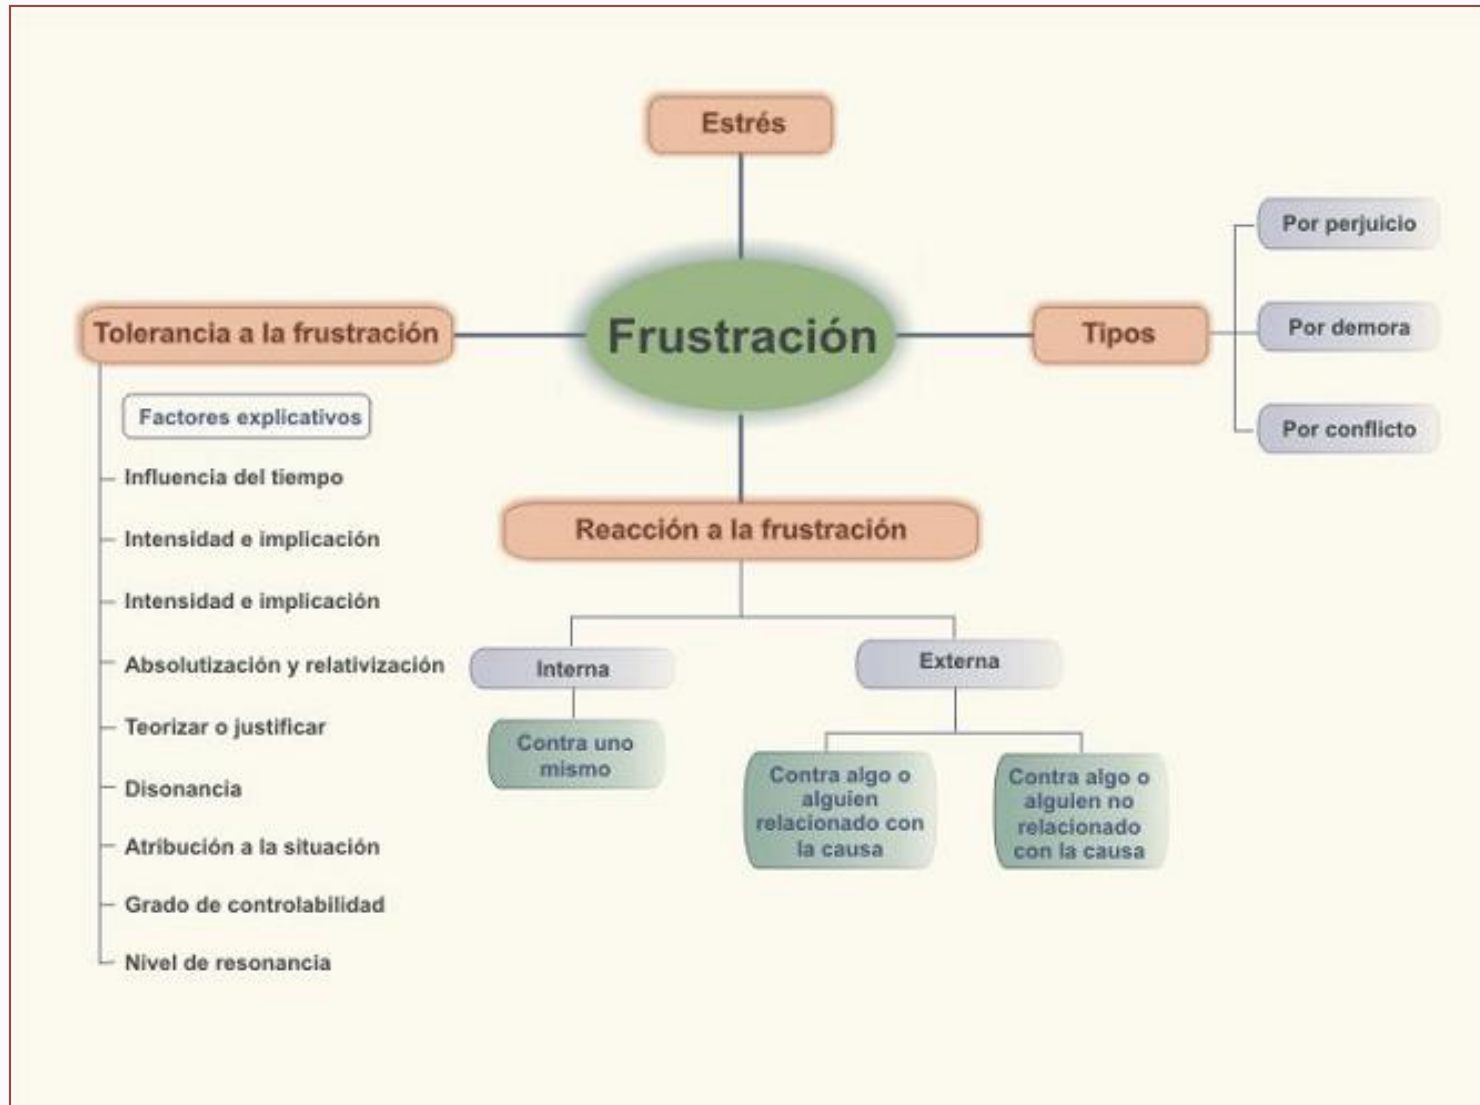 Estrés
Frustración
Tolerancia a la frustración
Factores explicativos
Influencia del tiempo
Intensidad e implicación
Intensidad e implicación
Absolutización y relativización
Teorizar o justificar
Disonancia
Atribución a la situación
Grado de controlabilidad
Nivel de resonancia
Tipos
Por perjuicio
Por demora
Por conflicto
Reacción a la frustración
Interna
Contra uno
mismo
Externa
Contra algo o
alguien
relacionado con
la causa
Contra algo o
alguien no
relacionado
con la causa